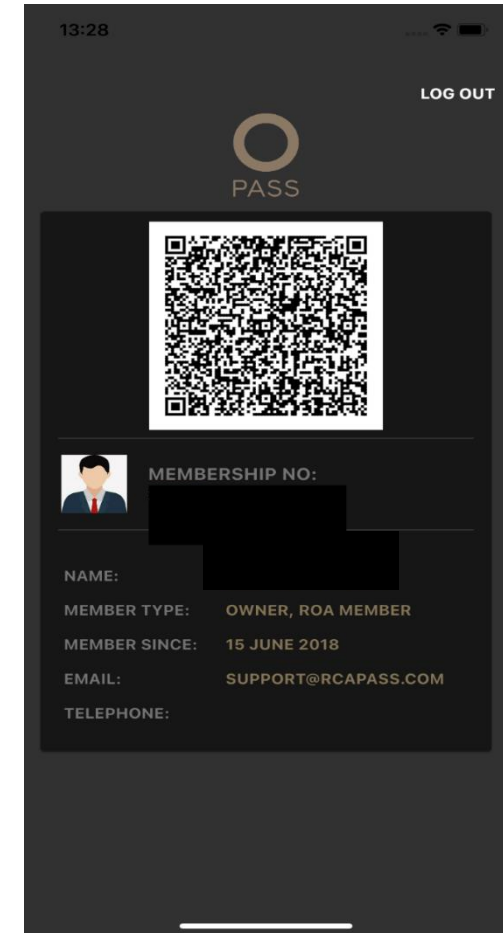 13:28
LOG OUT
PASS
MEMBERSHIP NO:
NAME:
MEMBER TYPE: OWNER, ROA MEMBER
MEMBER SINCE: 15 JUNE 2018
EMAIL: SUPPORT@RCAPASS.COM
TELEPHONE: